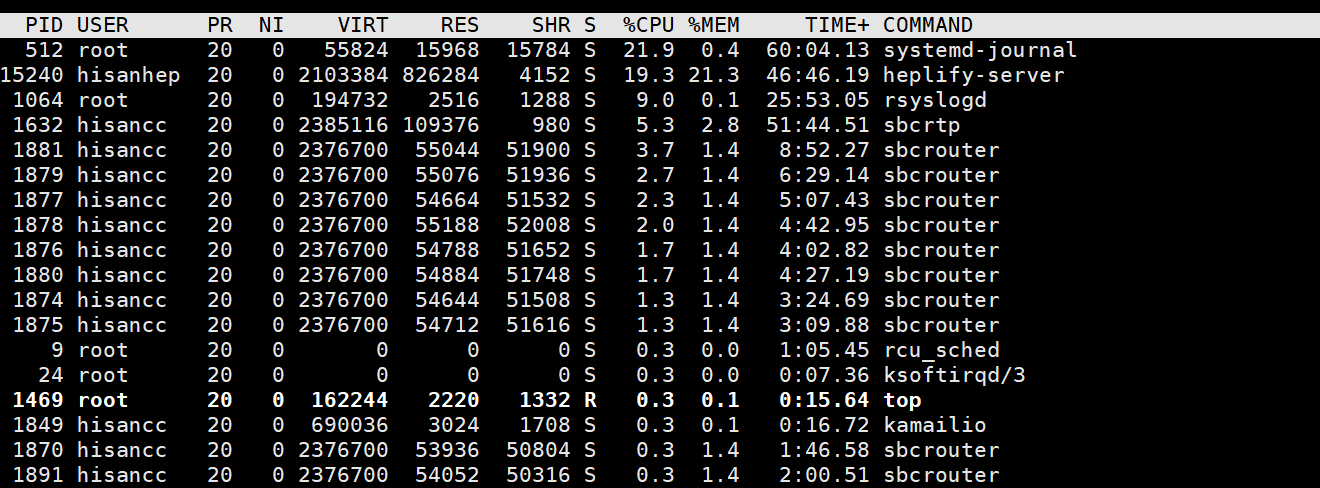 PID USER PR NI VIRT RES SHR S %CPU %MEM TIME+ COMMAND
512 root 20 0 55824 15968 15784 S 21.9 0.4 60:04.13 systemd-journal
15240 hisanhep 20 0 2103384 826284 4152 S 19.3 21.3 46:46.19 heplify-server
1064 root 20 0 194732 2516 1288 S 9.0 0.1 25:53.05 rsyslogd
1632 hisancc 20 0 2385116 109376 980 S 5.3 2.8 51:44.51 sbcrtp
1881 hisancc 20 0 2376700 55044 51900 S 3.7 1.4 8:52.27 sbcrouter
1879 hisancc 20 0 2376700 55076 51936 S 2.7 1.4 6:29.14 sbcrouter
1877 hisancc 20 0 2376700 54664 51532 S 2.3 1.4 5:07.43 sbcrouter
1878 hisancc 20 0 2376700 55188 52008 S 2.0 1.4 4:42.95 sbcrouter
1876 hisancc 20 0 2376700 54788 51652 S 1.7 1.4 4:02.82 sbcrouter
1880 hisancc 20 0 2376700 54884 51748 S 1.7 1.4 4:27.19 sbcrouter
1874 hisancc 20 0 2376700 54644 51508 S 1.3 1.4 3:24.69 sbcrouter
1875 hisancc 20 0 2376700 54712 51616 S 1.3 1.4 3:09.88 sbcrouter
9 root 20 0 0 0 0 S 0.3 0.0 1:05.45 rcu_sched
24 root 20 0 0 0 0 S 0.3 0.0 0:07.36 ksoftirqd/3
1469 root 20 0 162244 2220 1332 R 0.3 0.1 0:15.64 top
1849 hisancc 20 0 690036 3024 1708 S 0.3 0.1 0:16.72 kamailio
1870 hisancc 20 0 2376700 53936 50804 S 0.3 1.4 1:46.58 sbcrouter
1891 hisancc 20 0 2376700 54052 50316 S 0.3 1.4 2:00.51 sbcrouter